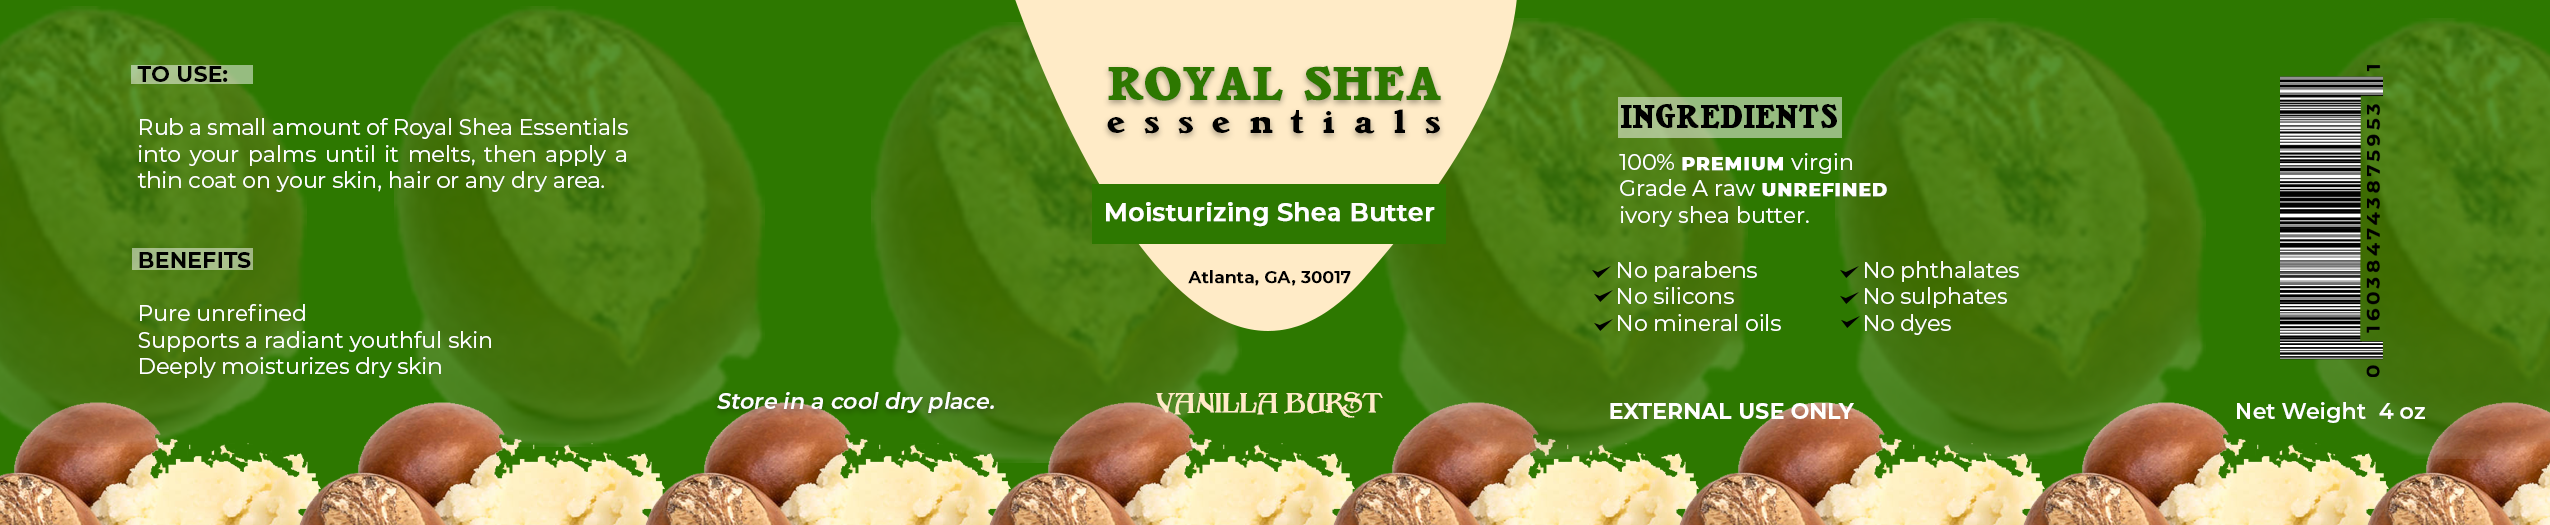 TO USE:
Rub a small amount of Royal Shea Essentials
into your palms until it melts, then apply a
thin coat on your skin, hair or any dry area.
BENEFITS
Pure unrefined
Supports a radiant youthful skin
Deeply moisturizes dry skin
Store in a cool dry place.
ROYAL SHEA
essentials
Moisturizing Shea Butter
Atlanta, GA, 30017
VANILLA BURST
INGREDIENTS
100% PREMIUM virgin
Grade A raw UNREFINED
ivory shea butter.
No parabens
No silicons
No mineral oils
No phthalates
No sulphates
No dyes
EXTERNAL USE ONLY
0 16038474387595​3 1
Net Weight 4 oz